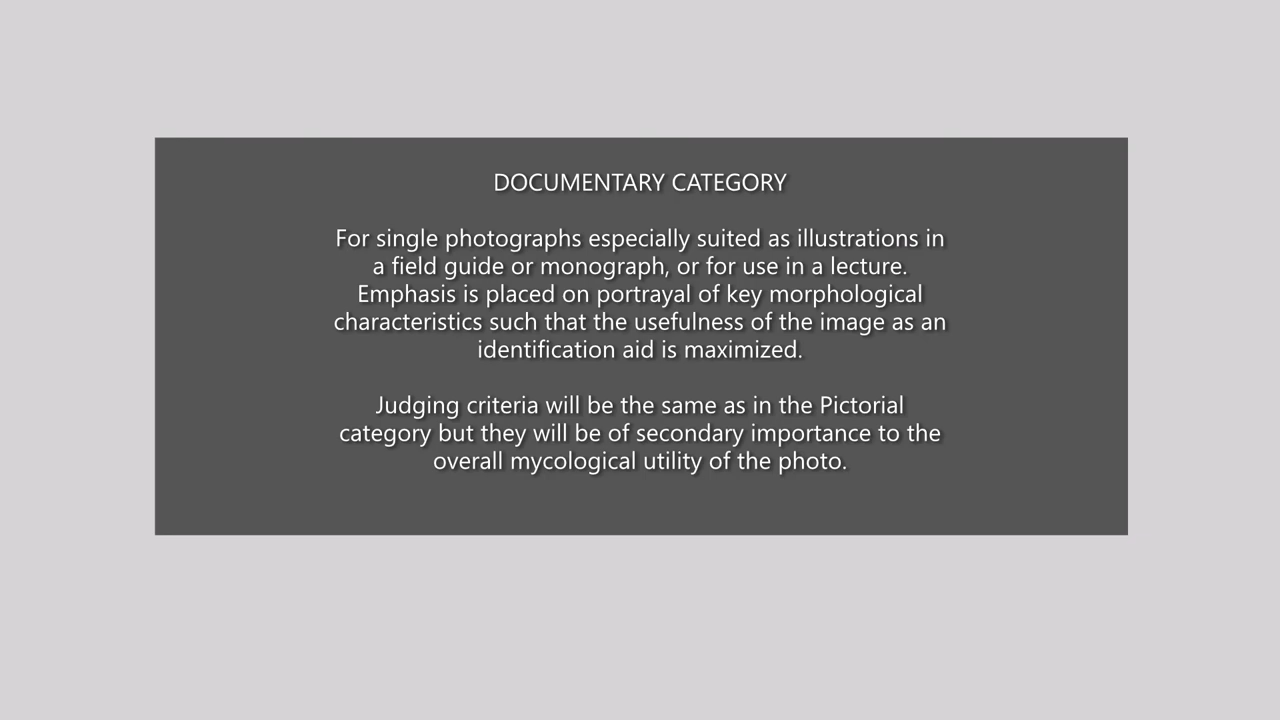 DOCUMENTARY CATEGORY
For single photographs especially suited as illustrations in
a field guide or monograph, or for use in a lecture.
Emphasis is placed on portrayal of key morphological
characteristics such that the usefulness of the image as an
identification aid is maximized.
Judging criteria will be the same as in the Pictorial
category but they will be of secondary importance to the
overall mycological utility of the photo.